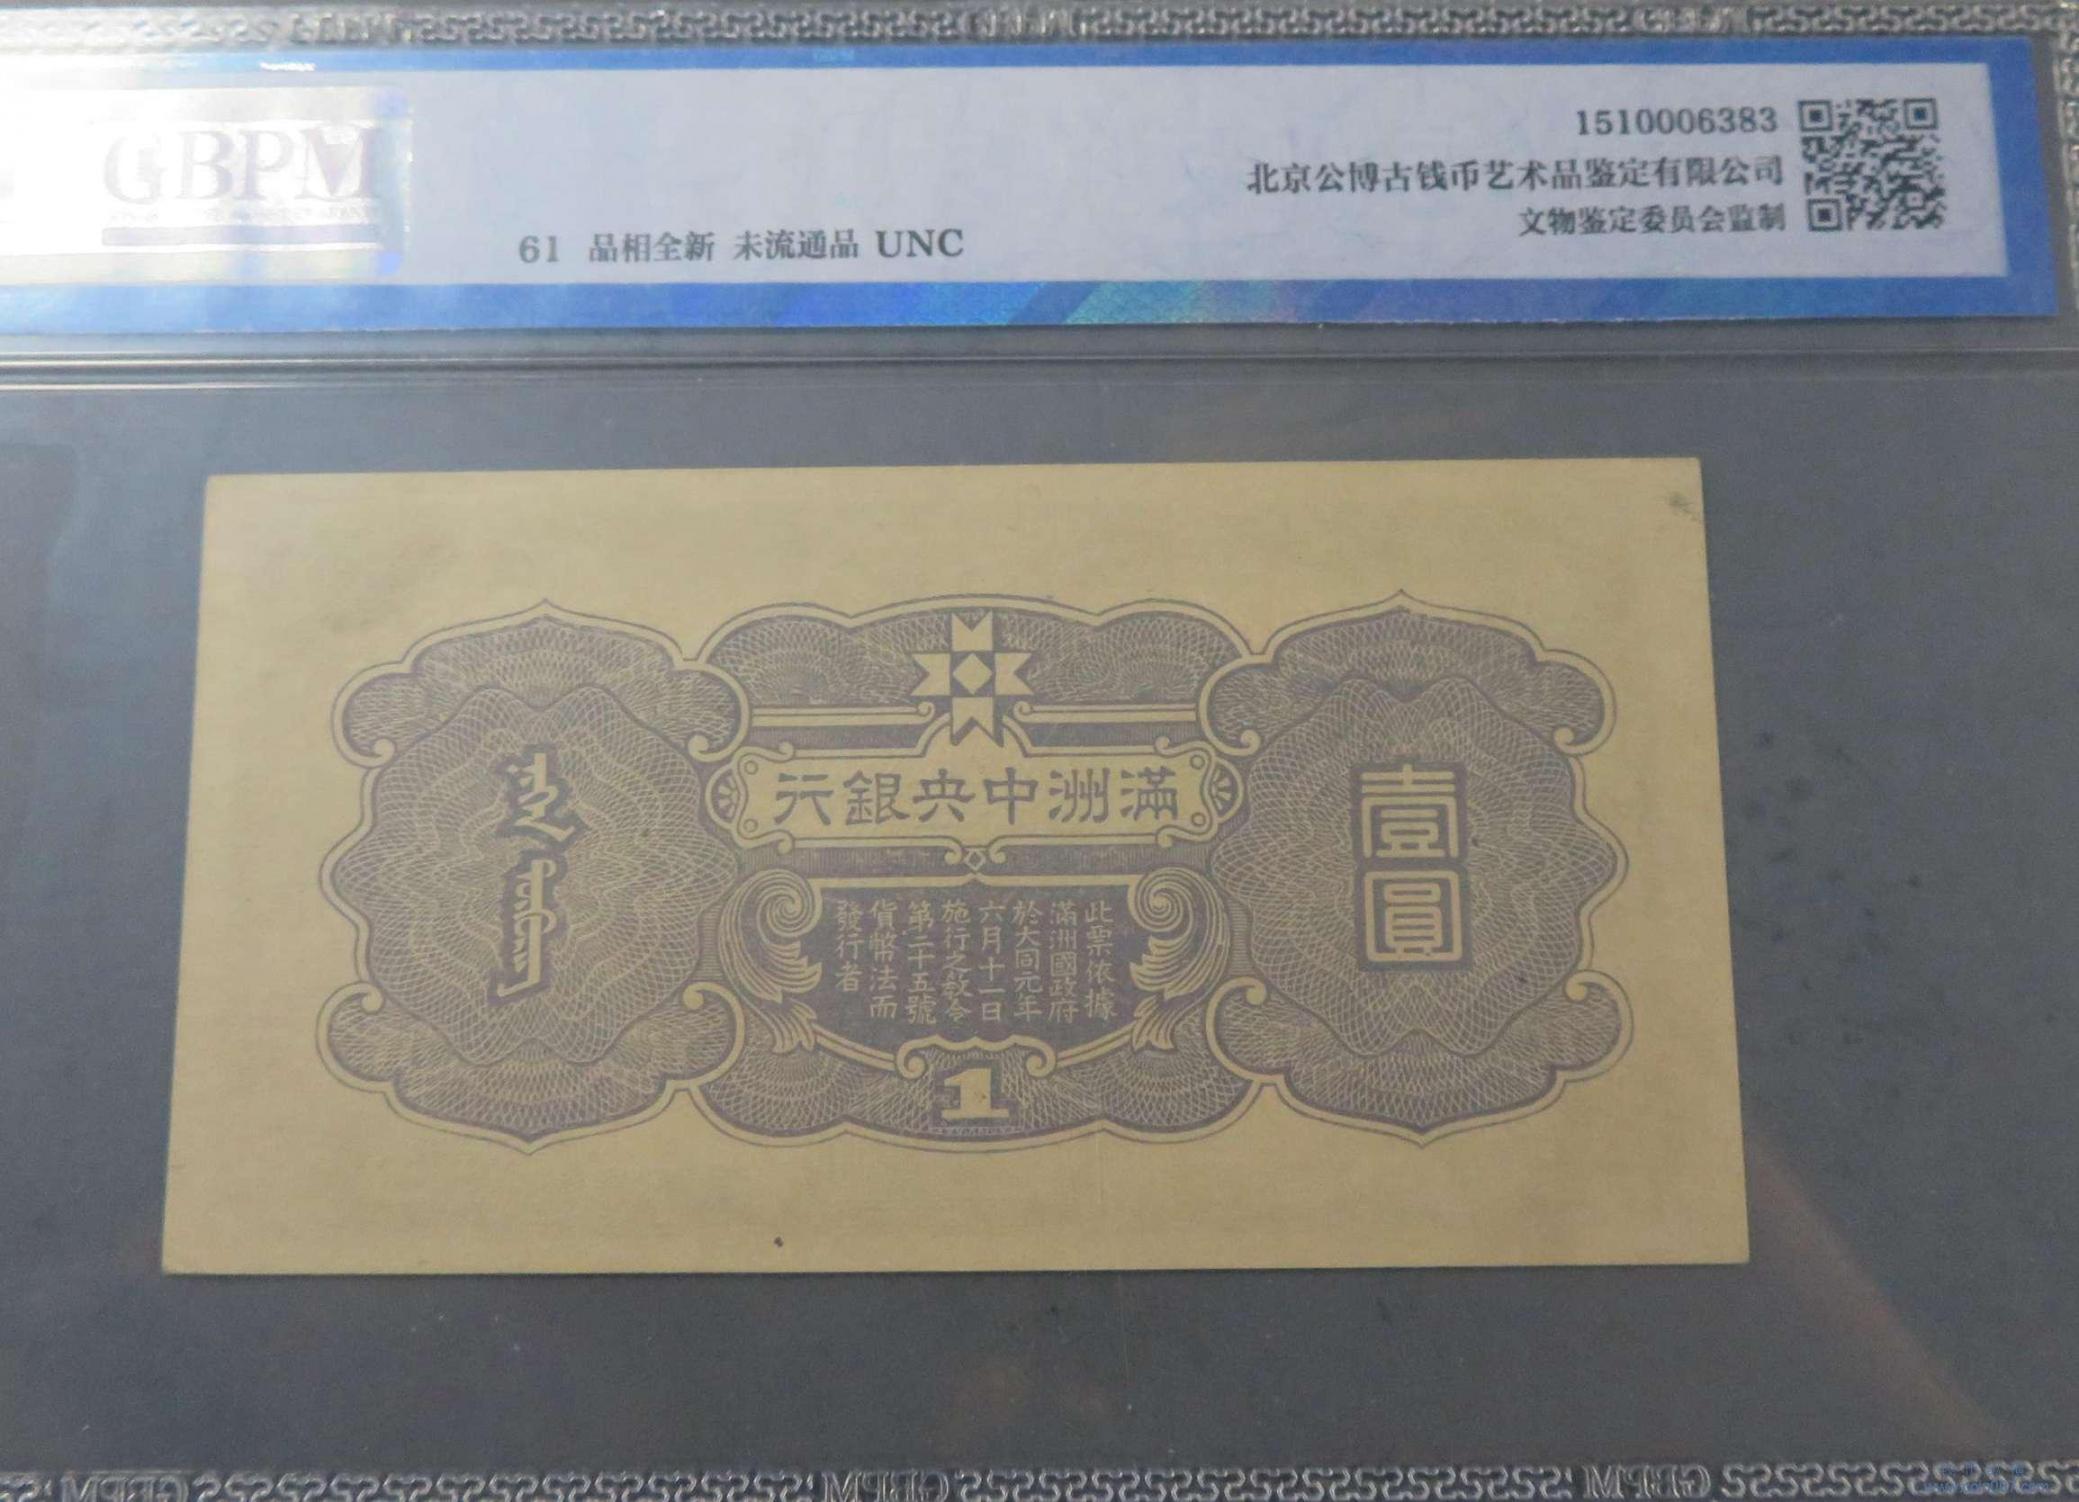 GBPM
1510006383
北京公博古钱币艺术品鉴定有限公司
文物鉴定委员会监制
61 品相全新 未流通品 UNC
滿洲中央銀行
壹圓
此票依據
滿洲國政府
於大同元年
六月十一日
施行之敎令
第二十五號
貨幣法而
發行者
1